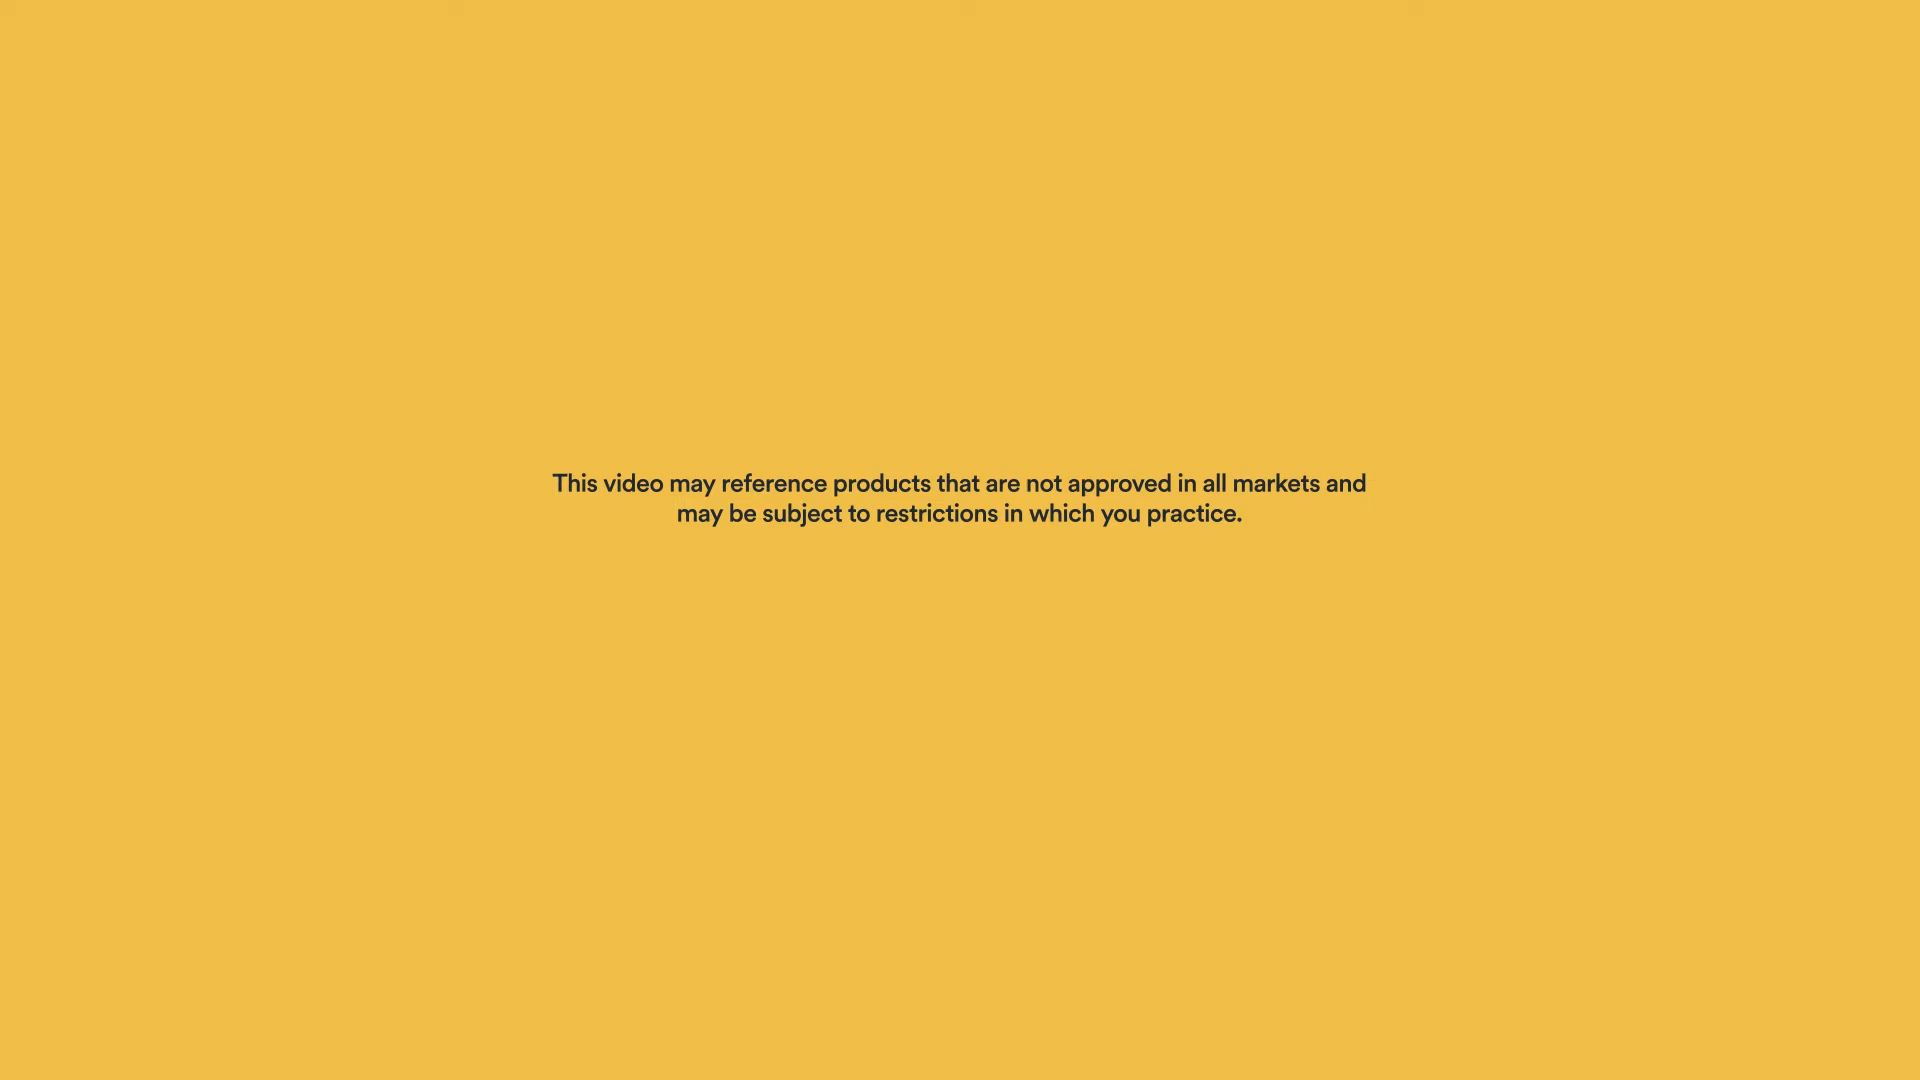 This video may reference products that are not approved in all markets and
may be subject to restrictions in which you practice.